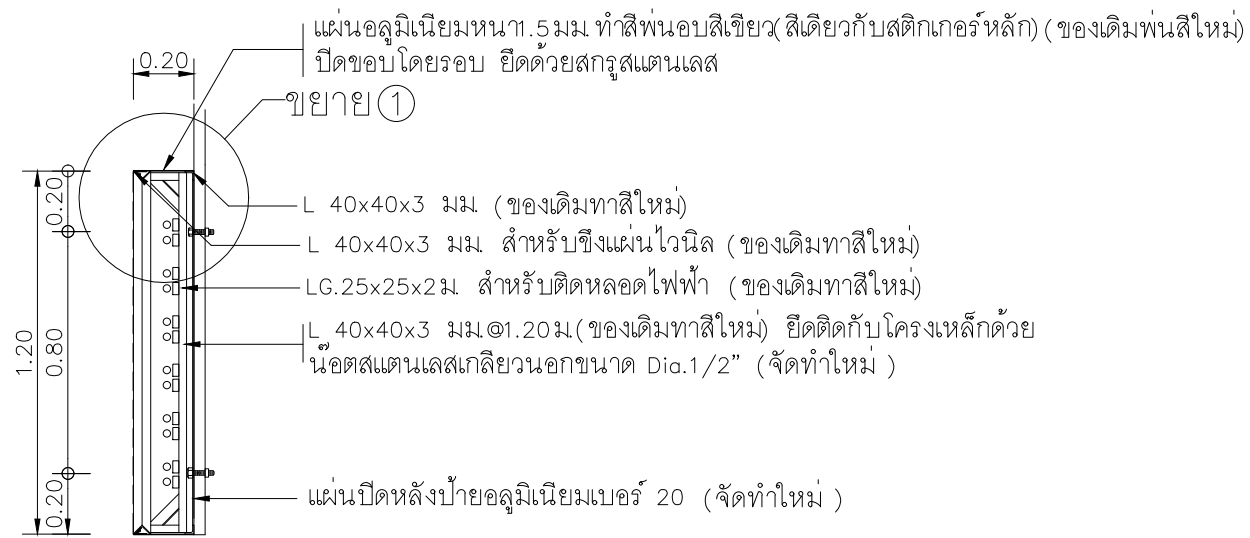 แผ่นอลูมิเนียมหนา1.5มม. ทำสีพ่นอบสีเขียว(สีเดียวกับสติกเกอร์หลัก) (ของเดิมพ่นสีใหม่)
ปิดขอบโดยรอบ ยึดด้วยสกรูสแตนเลส
0.20
ขยาย 1
L 40x40x3 มม. (ของเดิมทาสีใหม่)
L 40x40x3 มม. สำหรับขึงแผ่นไวนิล (ของเดิมทาสีใหม่)
LG.25x25x2ม. สำหรับติดหลอดไฟฟ้า (ของเดิมทาสีใหม่)
L 40x40x3 มม.@1.20ม.(ของเดิมทาสีใหม่) ยึดติดกับโครงเหล็กด้วย
น๊อตสแตนเลสเกลียวนอกขนาด Dia.1/2" (จัดทำใหม่ )
แผ่นปิดหลังป้ายอลูมิเนียมเบอร์ 20 (จัดทำใหม่ )
0.20
0.80
1.20
0.20